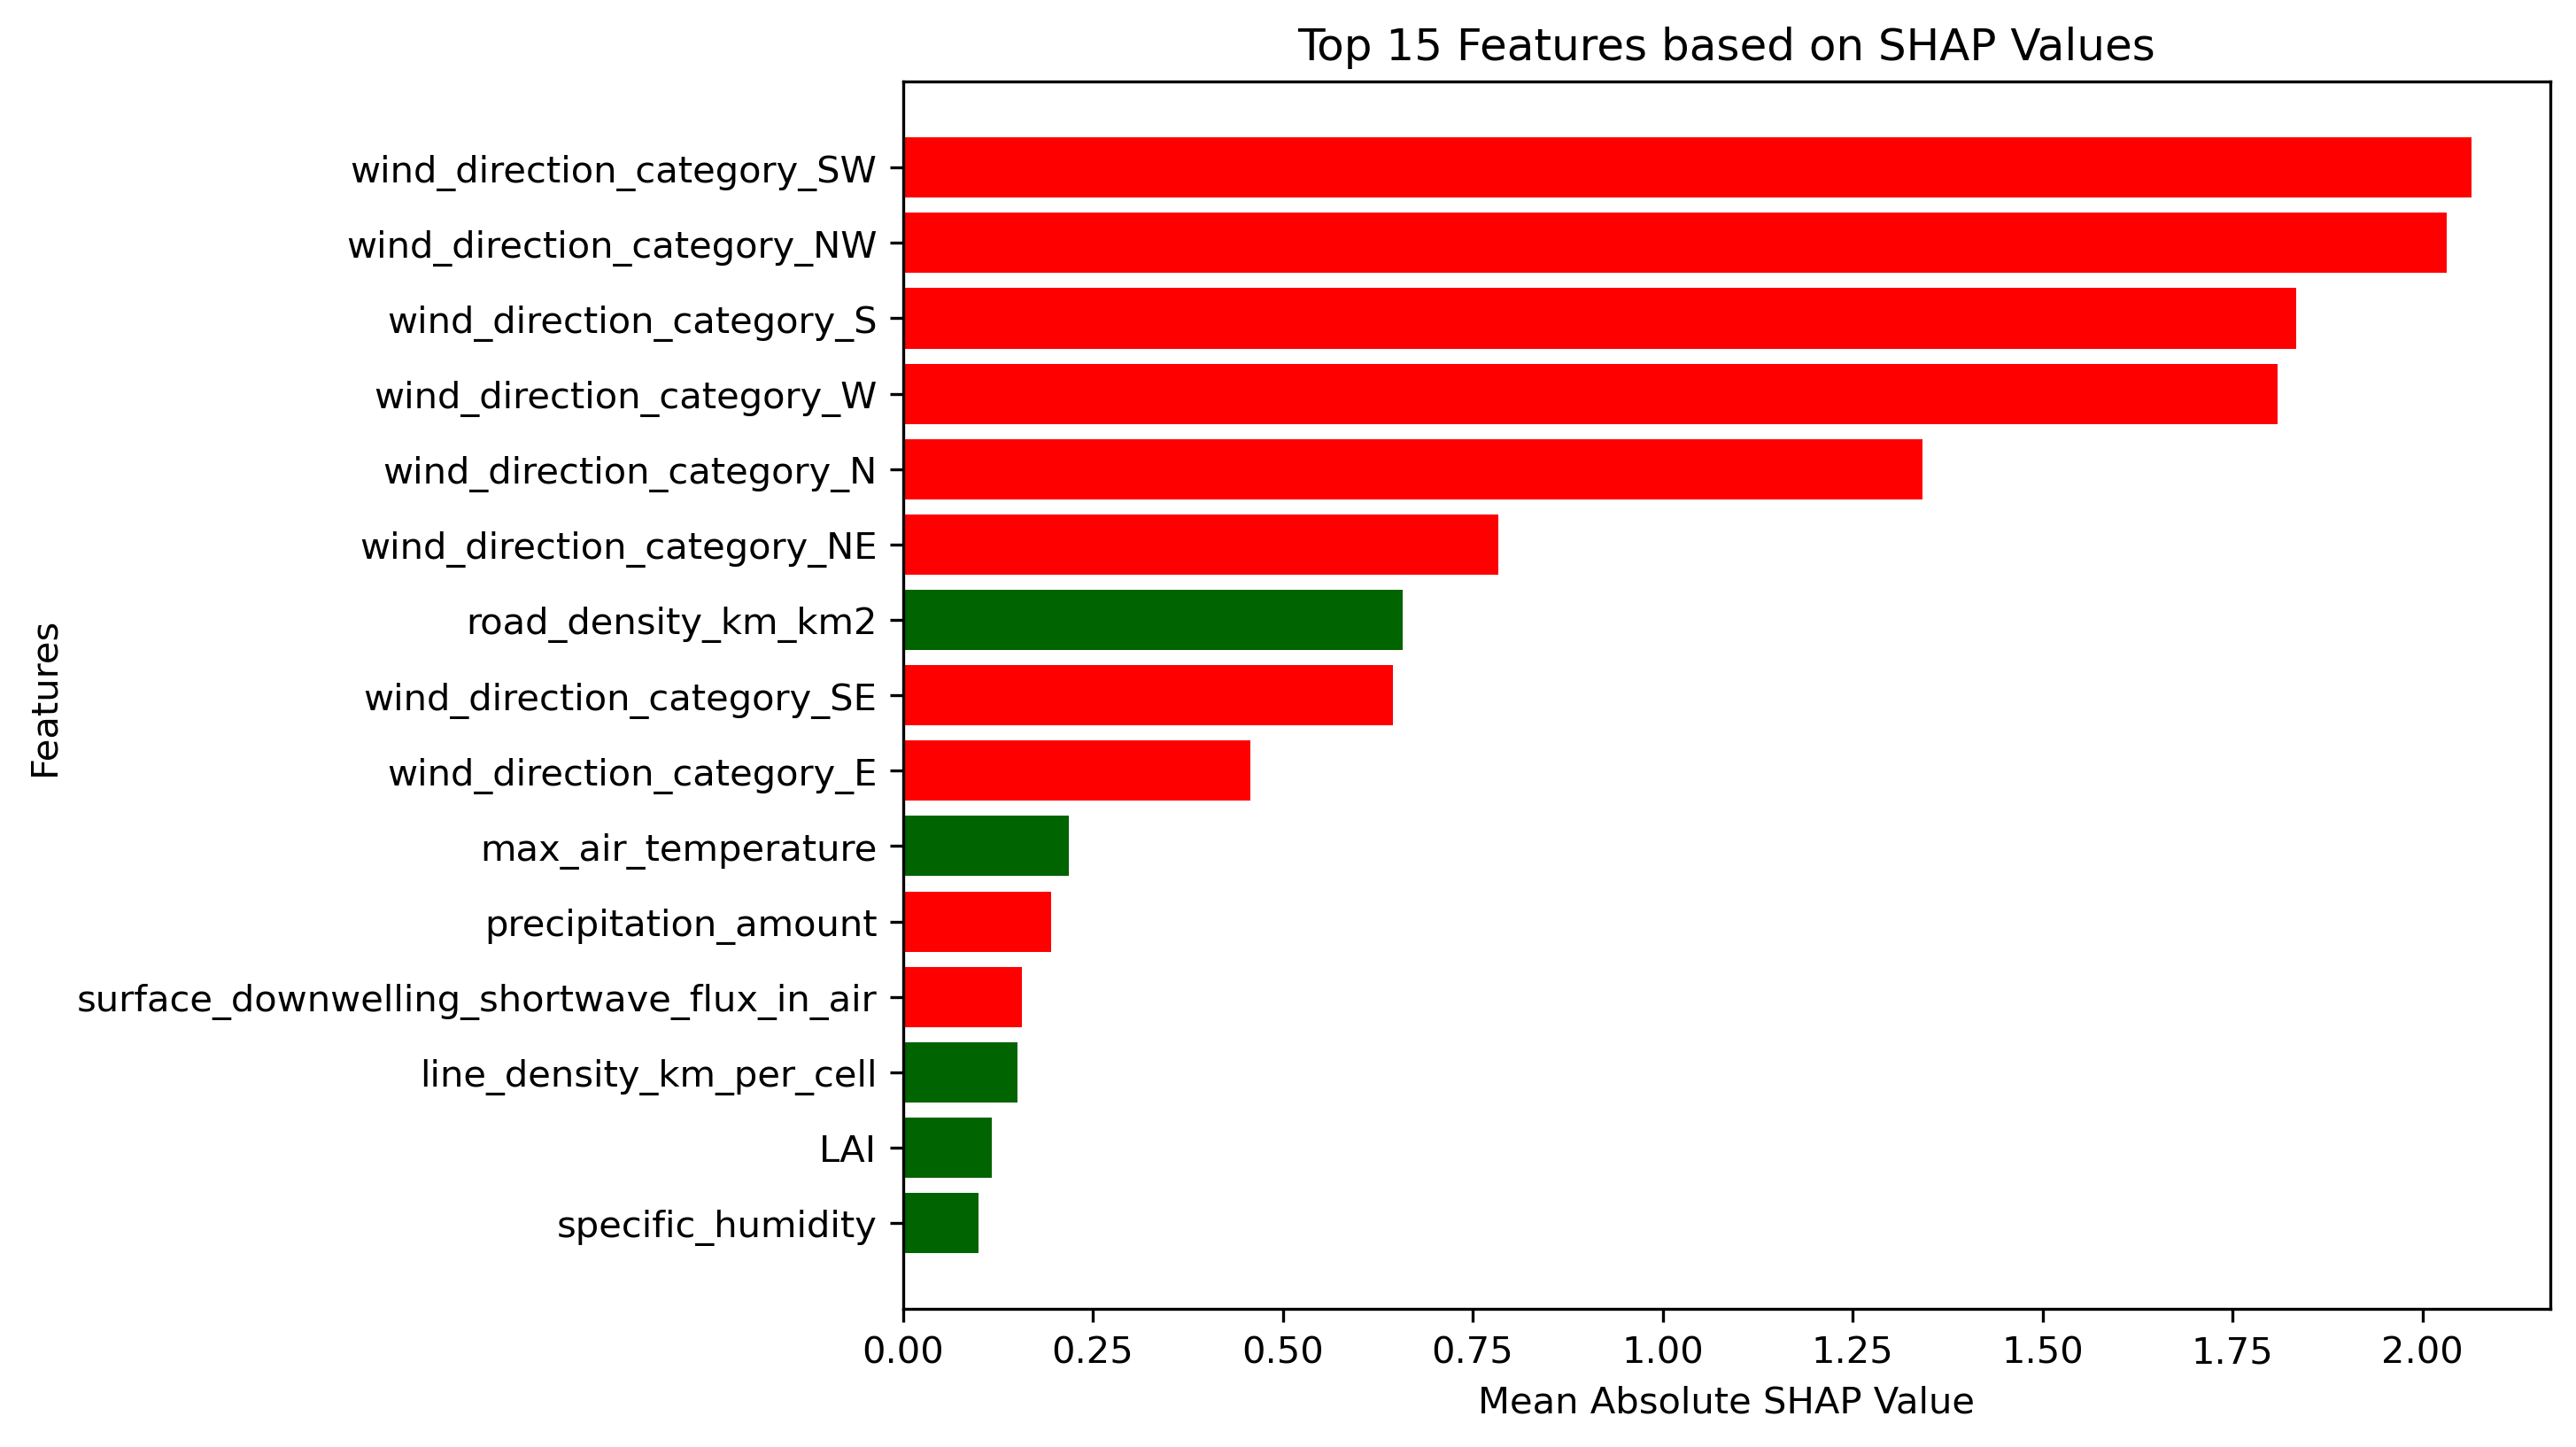 Top 15 Features based on SHAP Values
wind_direction_category_SW
wind_direction_category_NW
wind_direction_category_S
wind_direction_category_W
wind_direction_category_N
wind_direction_category_NE
road_density_km_km2
wind_direction_category_SE
wind_direction_category_E
max_air_temperature
precipitation_amount
surface_downwelling_shortwave_flux_in_air
line_density_km_per_cell
LAI
specific_humidity
Features
0.00 0.25 0.50 0.75 1.00 1.25 1.50 1.75 2.00
Mean Absolute SHAP Value